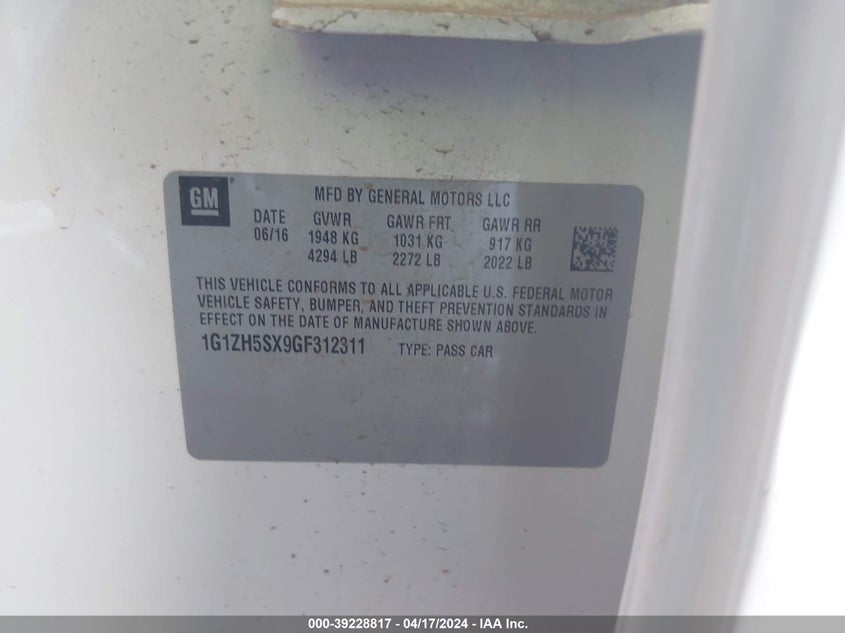 GM
MFD BY GENERAL MOTORS LLC
DATE GVWR GAWR FRT GAWR RR
06/16 1948 KG 1031 KG 917 KG
4294 LB 2272 LB 2022 LB
THIS VEHICLE CONFORMS TO ALL APPLICABLE U.S. FEDERAL MOTOR
VEHICLE SAFETY, BUMPER, AND THEFT PREVENTION STANDARDS IN
EFFECT ON THE DATE OF MANUFACTURE SHOWN ABOVE.
1G1ZH5SX9GF312311 TYPE: PASS CAR
000-39228817 - 04/17/2024 - IAA Inc.